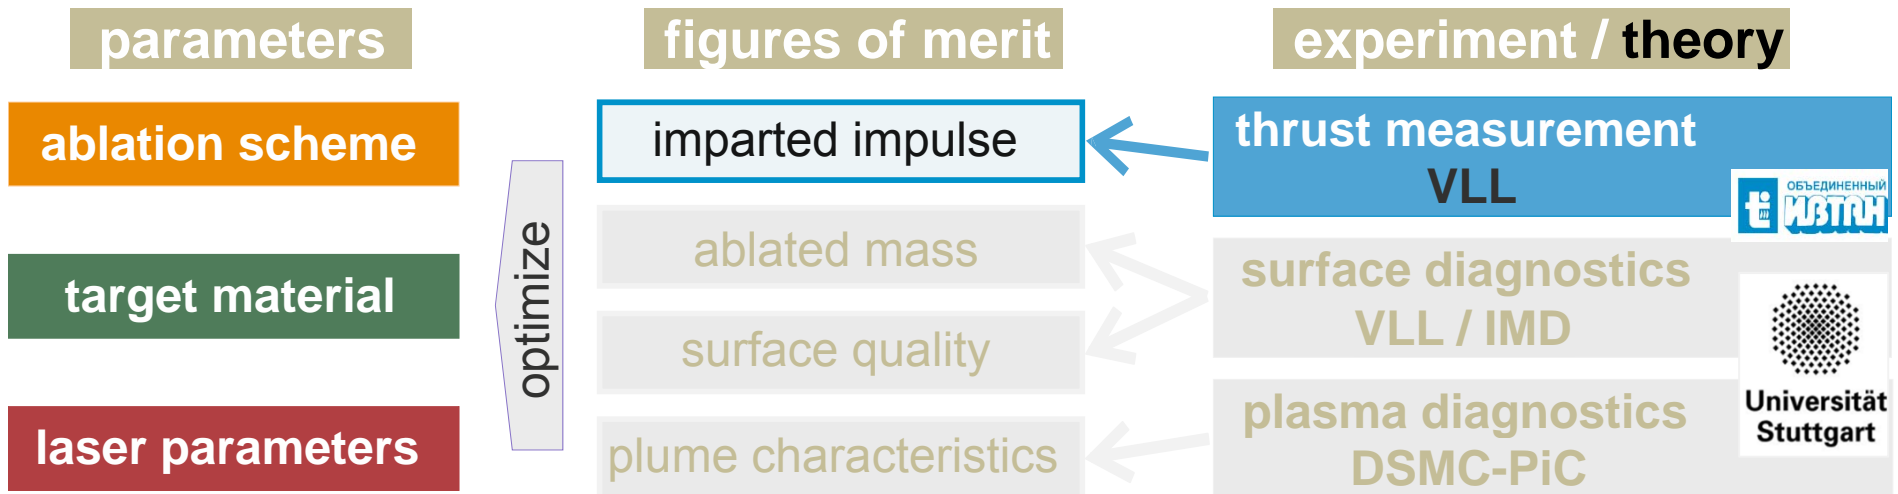 parameters
figures of merit
experiment / theory
ablation scheme
target material
laser parameters
optimize
imparted impulse
ablated mass
surface quality
plume characteristics
thrust measurement
VLL
ОБЪЕДИНЕННЫЙ
ИВТАН
surface diagnostics
VLL / IMD
plasma diagnostics
DSMC-PiC
Universität
Stuttgart